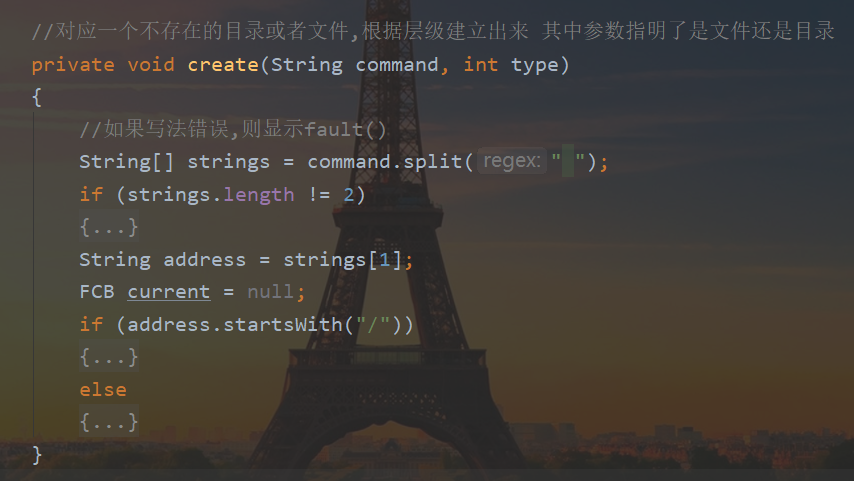 //对应一个不存在的目录或者文件,根据层级建立出来 其中参数指明了是文件还是目录
private void create(String command, int type)
{
//如果写法错误,则显示fault()
String[] strings = command.split( regex: " ");
if (strings.length != 2)
{...}
String address = strings[1];
FCB current = null;
if (address.startsWith("/"))
{...}
else
{...}
}